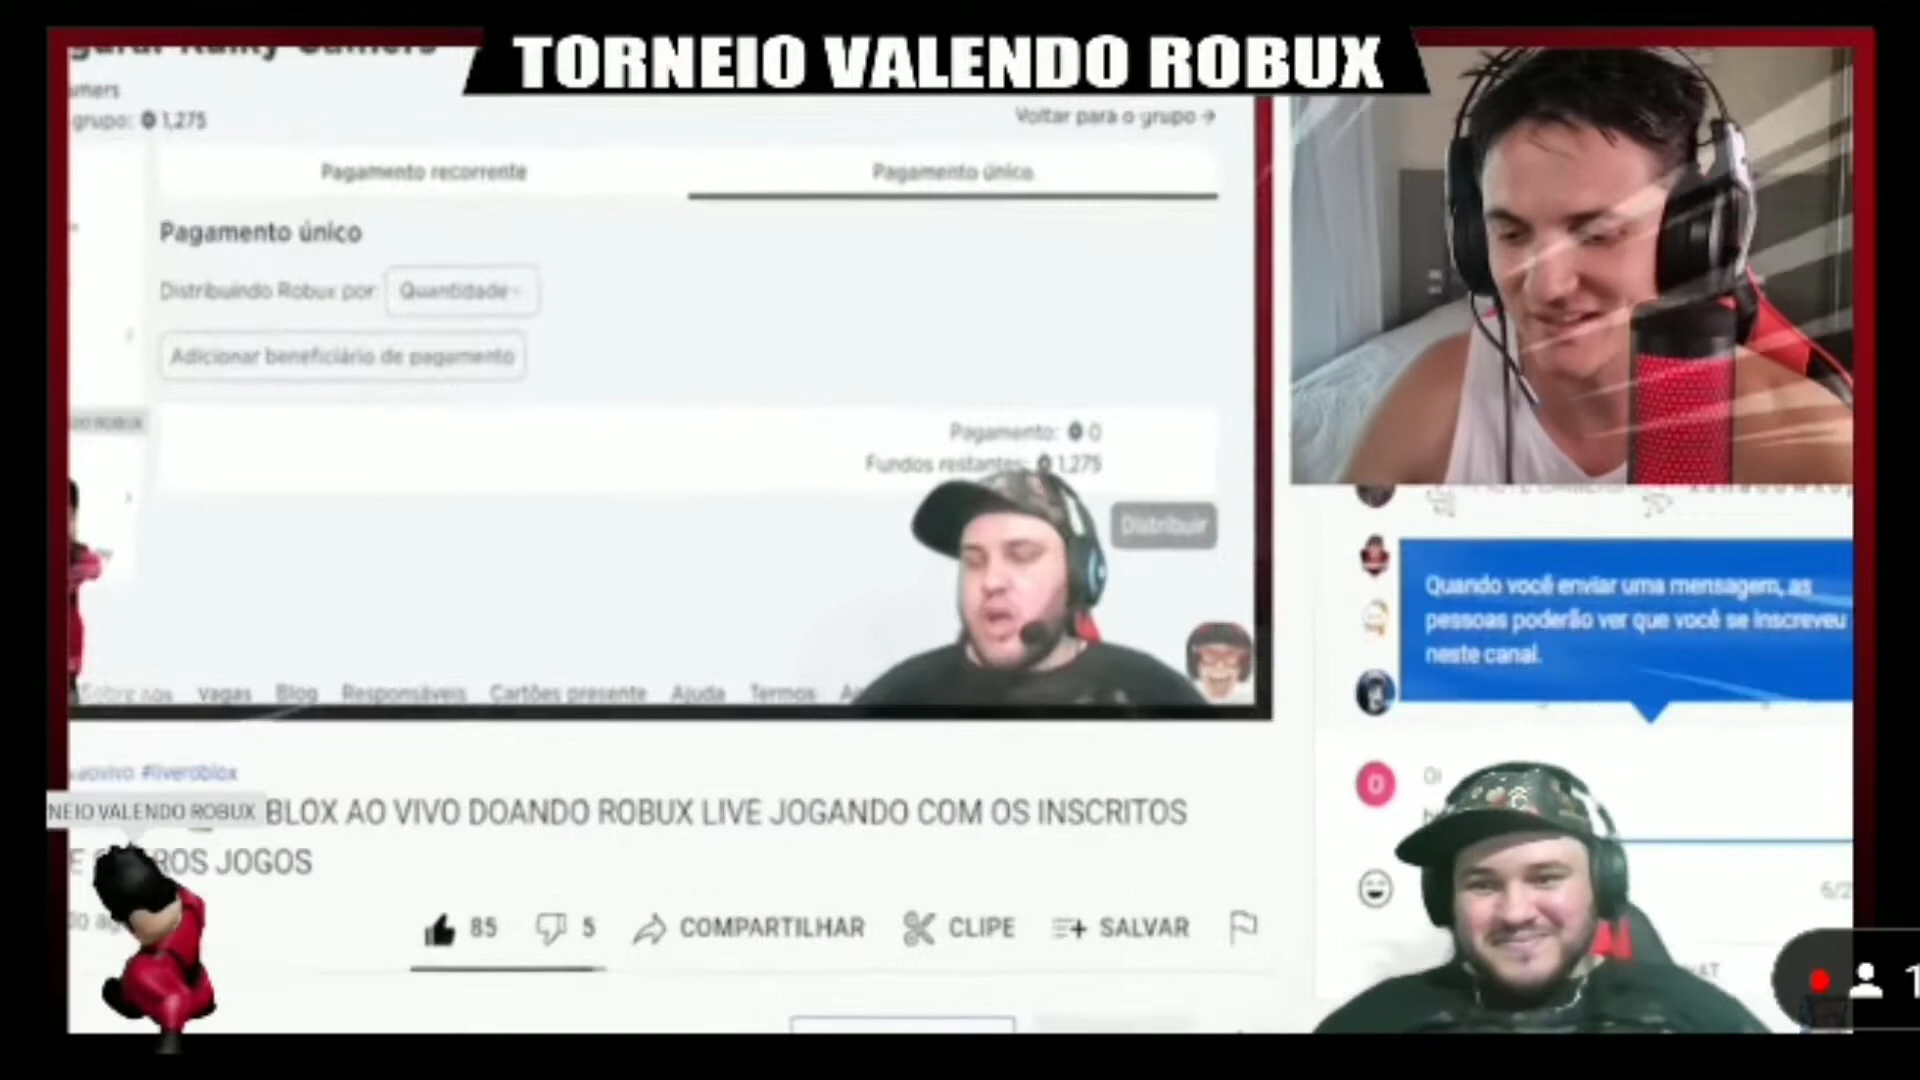 TORNEIO VALENDO ROBUX
grupo: 1,275
Voltar para o grupo →
Pagamento recorrente
Pagamento único
Pagamento único
Distribuindo Robux por Quantidade
Adicionar beneficiário de pagamento
Pagamento: 0
Fundos restantes: 1,275
Distribuir
Sobre nós Vagas Blog Responsáveis Cartões presente Ajuda Termos
Quando você enviar uma mensagem, as
pessoas poderão ver que você se inscreveu
neste canal.
#liveroblox
NEIO VALENDO ROBUX
BLOX AO VIVO DOANDO ROBUX LIVE JOGANDO COM OS INSCRITOS
ROS JOGOS
85 5 COMPARTILHAR CLIPE SALVAR